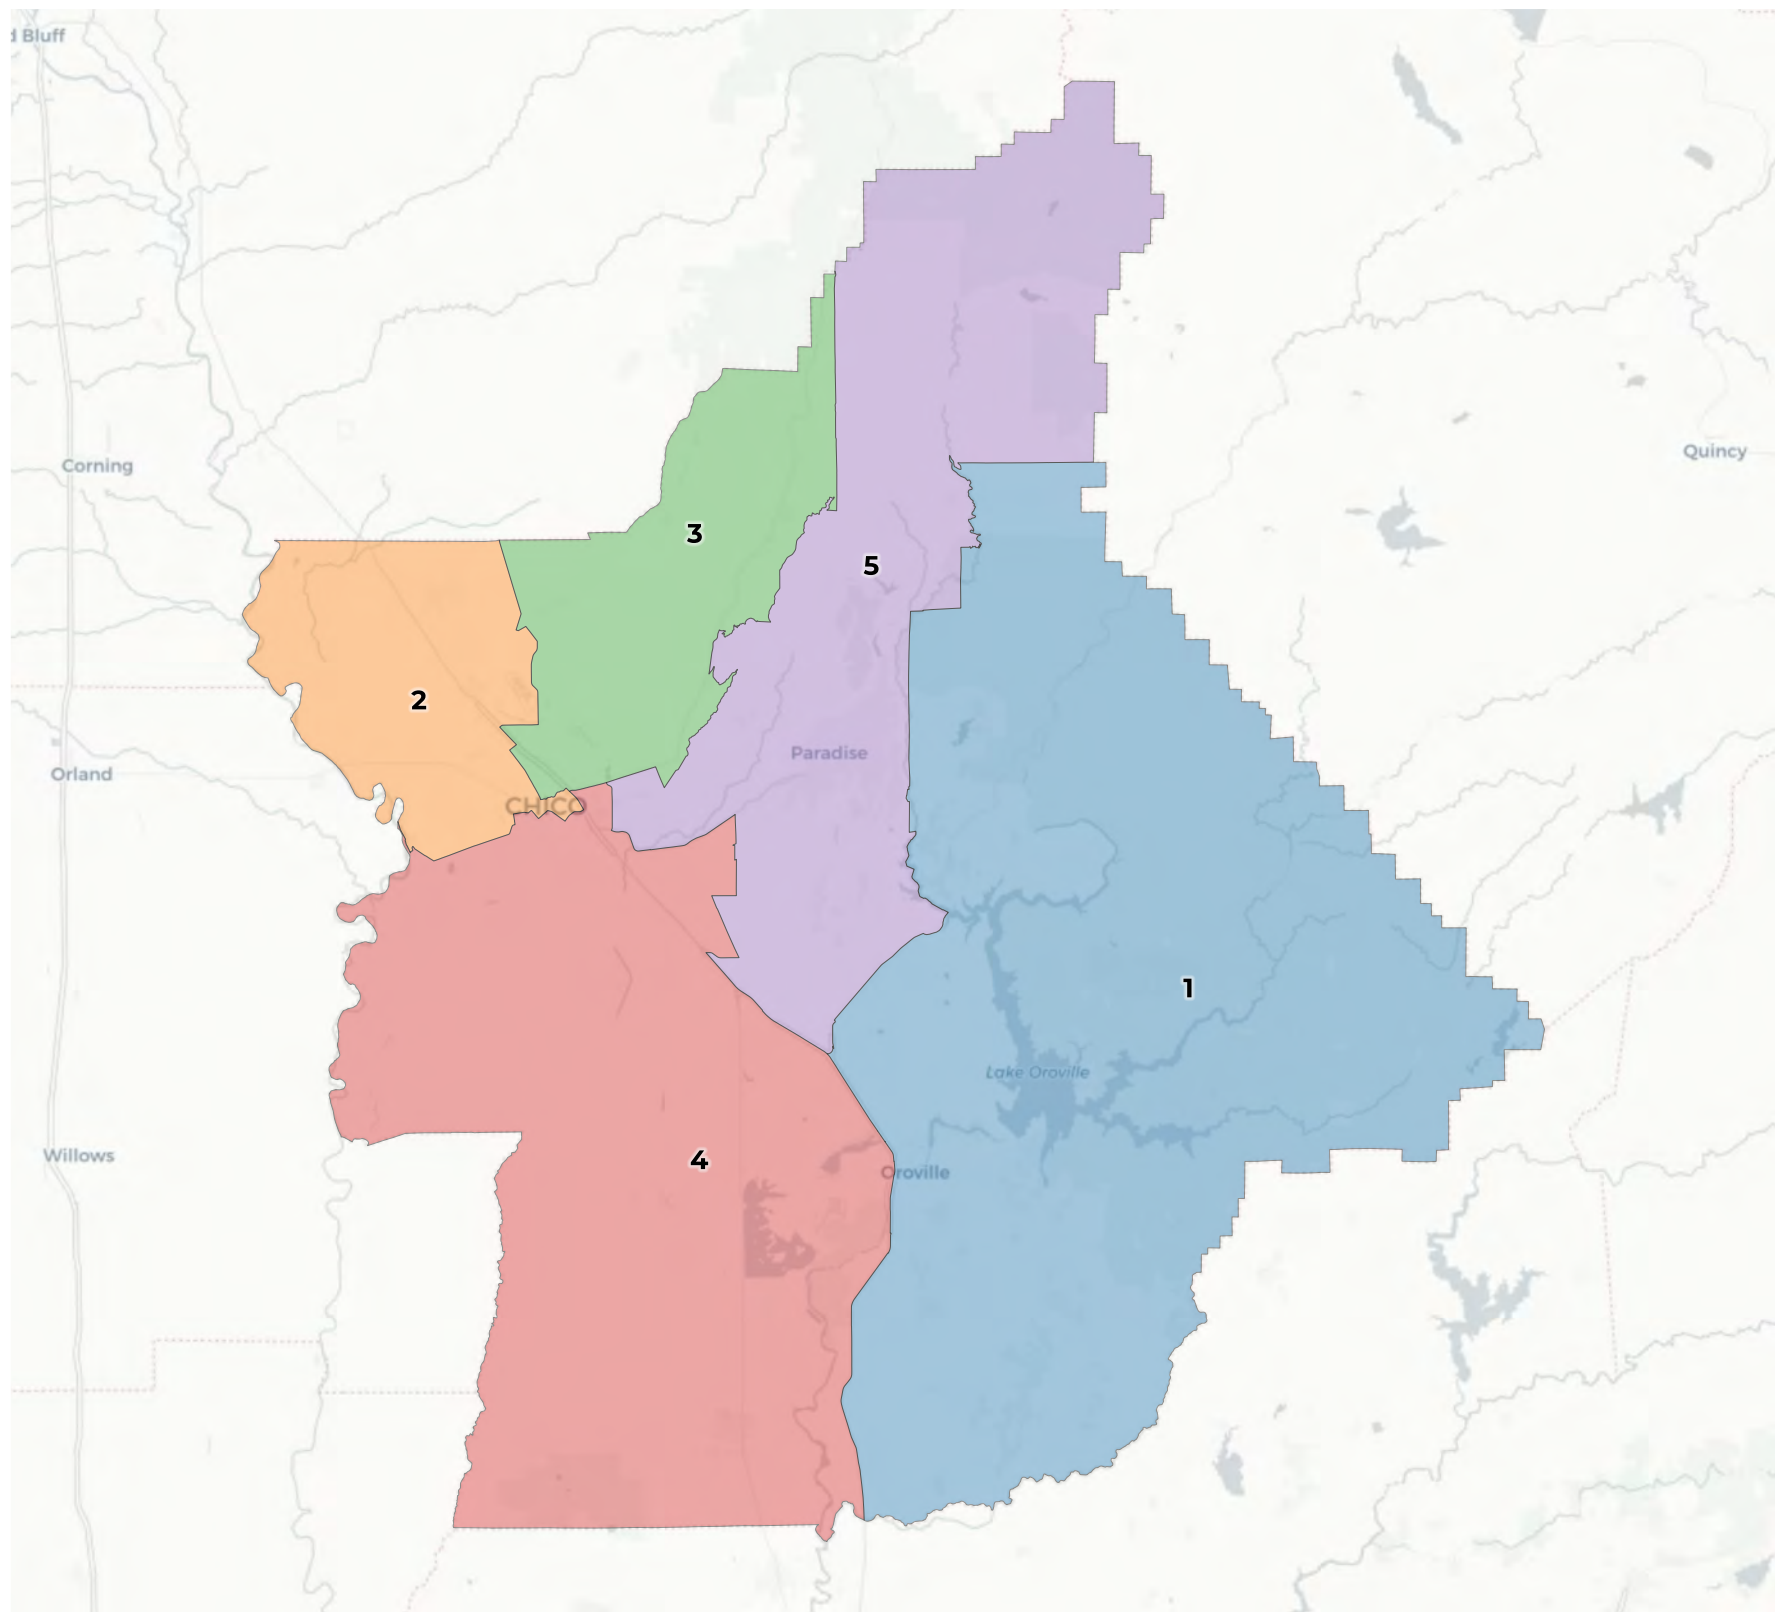 d Bluff
Corning
Quincy
3
5
2
Orland
Paradise
CHICO
1
Lake Oroville
Willows
4
Oroville